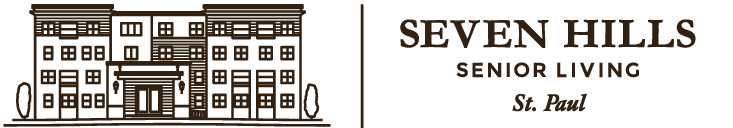 SEVEN HILLS
SENIOR LIVING
St. Paul